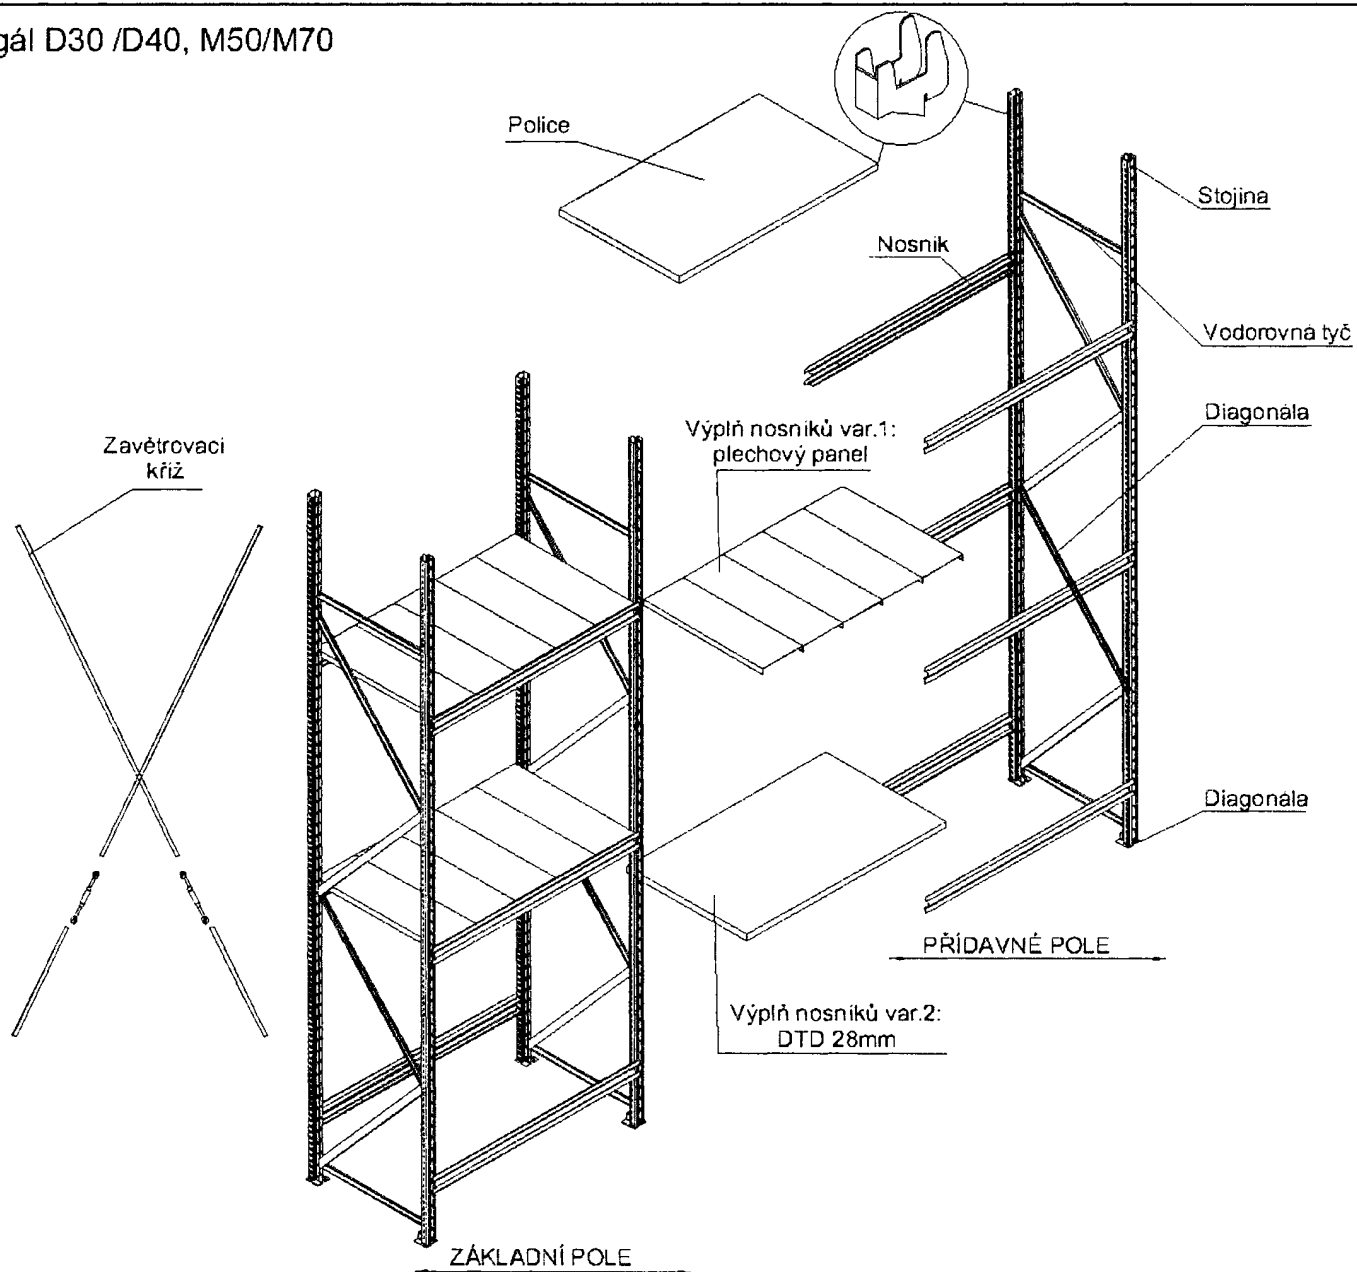 gál D30 /D40, M50/M70
Police
Stojina
Nosník
Vodorovná tyč
Diagonála
Výplň nosníků var.1:
plechový panel
Zavětrovací
kříž
Diagonála
PŘÍDAVNÉ POLE
Výplň nosníků var.2:
DTD 28mm
ZÁKLADNÍ POLE